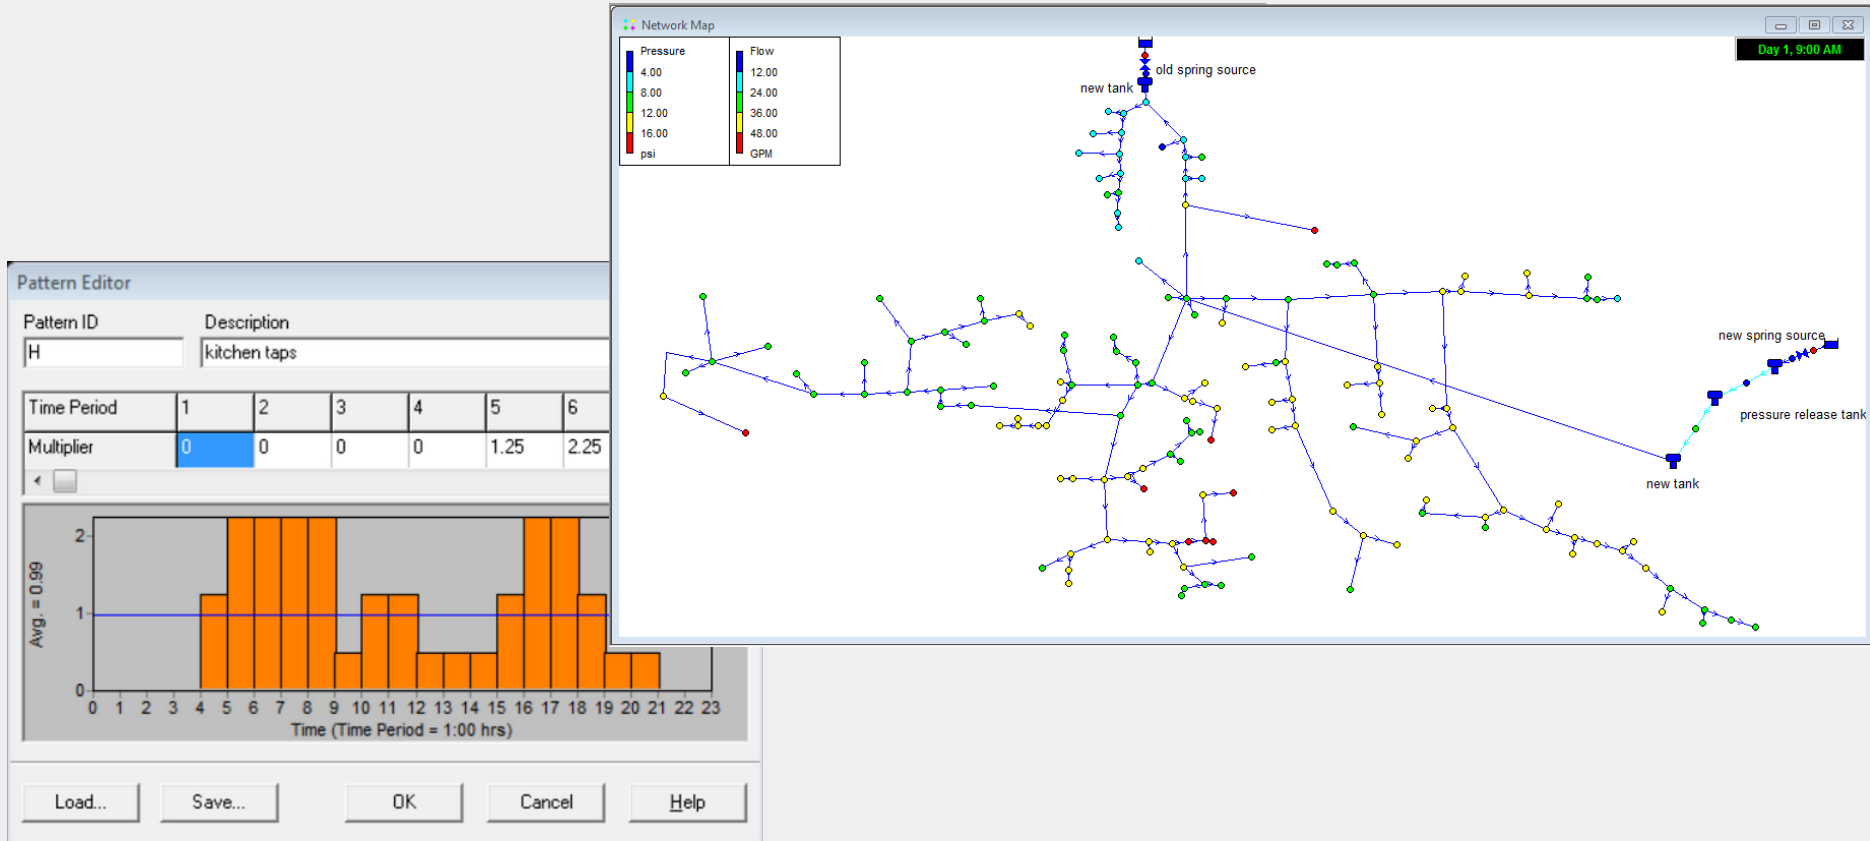 Network Map
Pressure
4.00
8.00
12.00
16.00
psi
Flow
12.00
24.00
36.00
48.00
GPM
Day 1, 9:00 AM
old spring source
new tank
new spring source
pressure release tank
new tank
Pattern Editor
Pattern ID Description
H kitchen taps
Time Period 1 2 3 4 5 6
Multiplier 0 0 0 0 1.25 2.25
Avg. = 0.99
2
1
0
0 1 2 3 4 5 6 7 8 9 10 11 12 13 14 15 16 17 18 19 20 21 22 23
Time (Time Period = 1:00 hrs)
Load... Save... OK Cancel Help